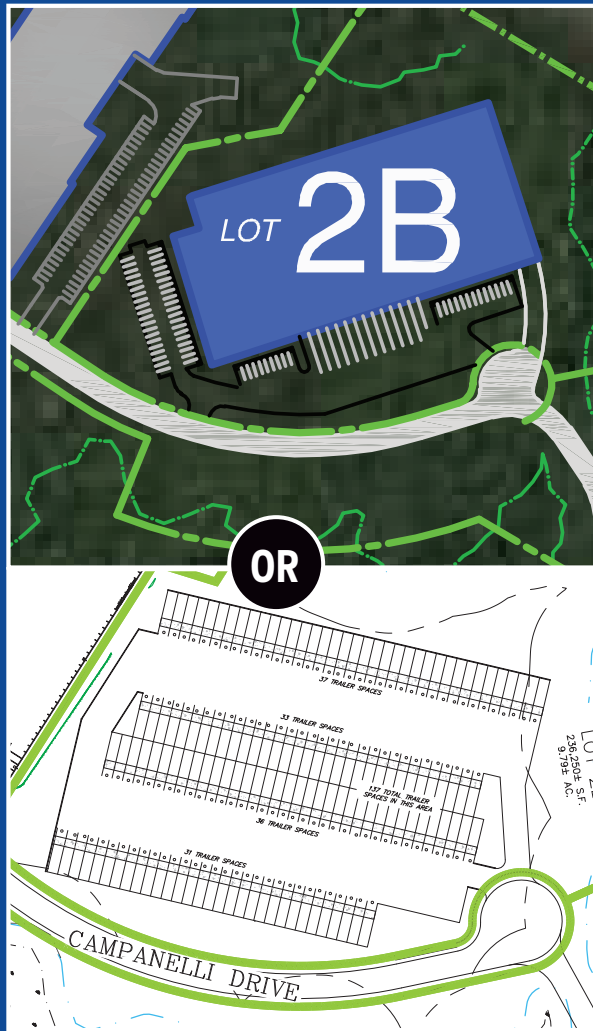 LOT 2B
OR
37 TRAILER SPACES
33 TRAILER SPACES
137 TOTAL TRAILER
SPACES IN THIS AREA
36 TRAILER SPACES
31 TRAILER SPACES
236,250± S.F.
9.79± AC.
CAMPANELLI DRIVE